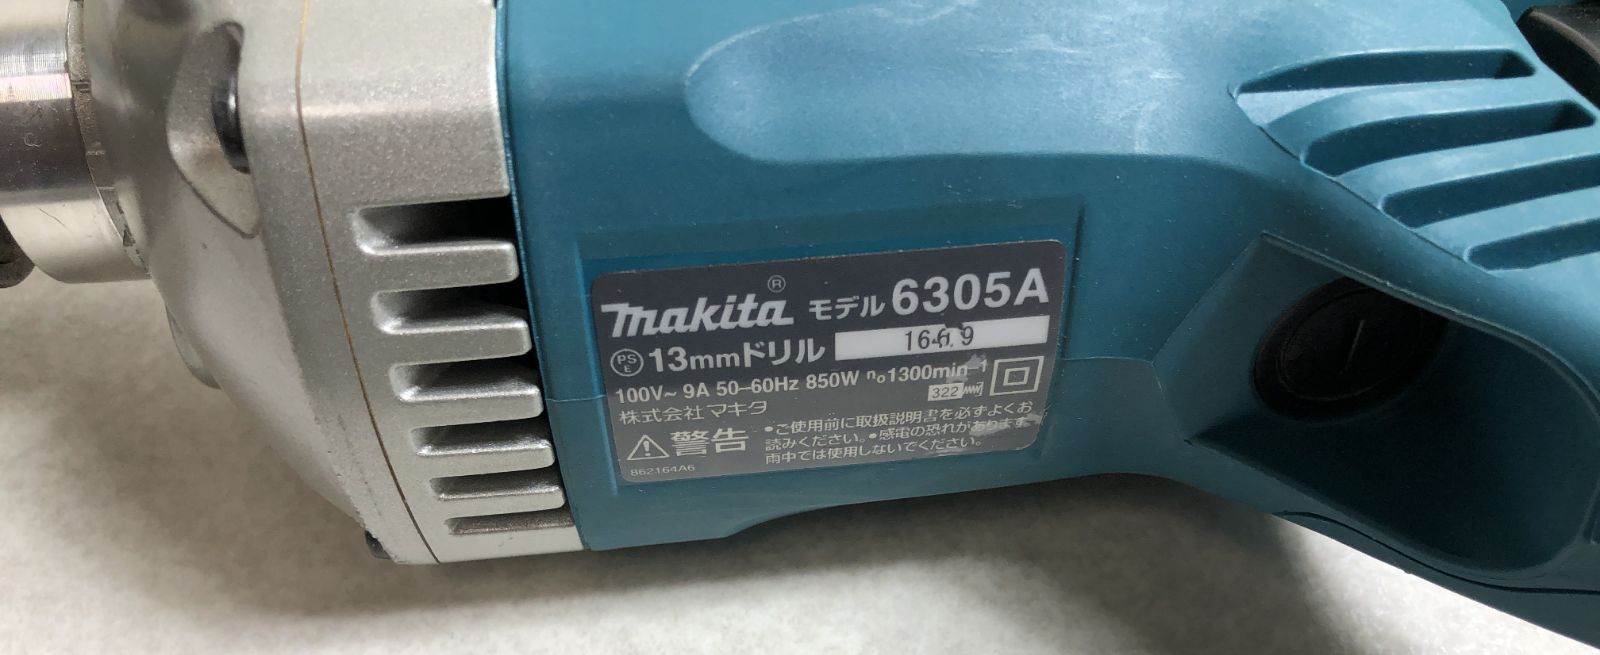 makita® モデル 6305A
PSE 13mmドリル
100V~ 9A 50-60Hz 850W n₀1300min⁻¹
322
株式会社マキタ
警告 •ご使用前に取扱説明書を必ずよくお
読みください。•感電の恐れがあります。
雨中では使用しないでください。
862164A6